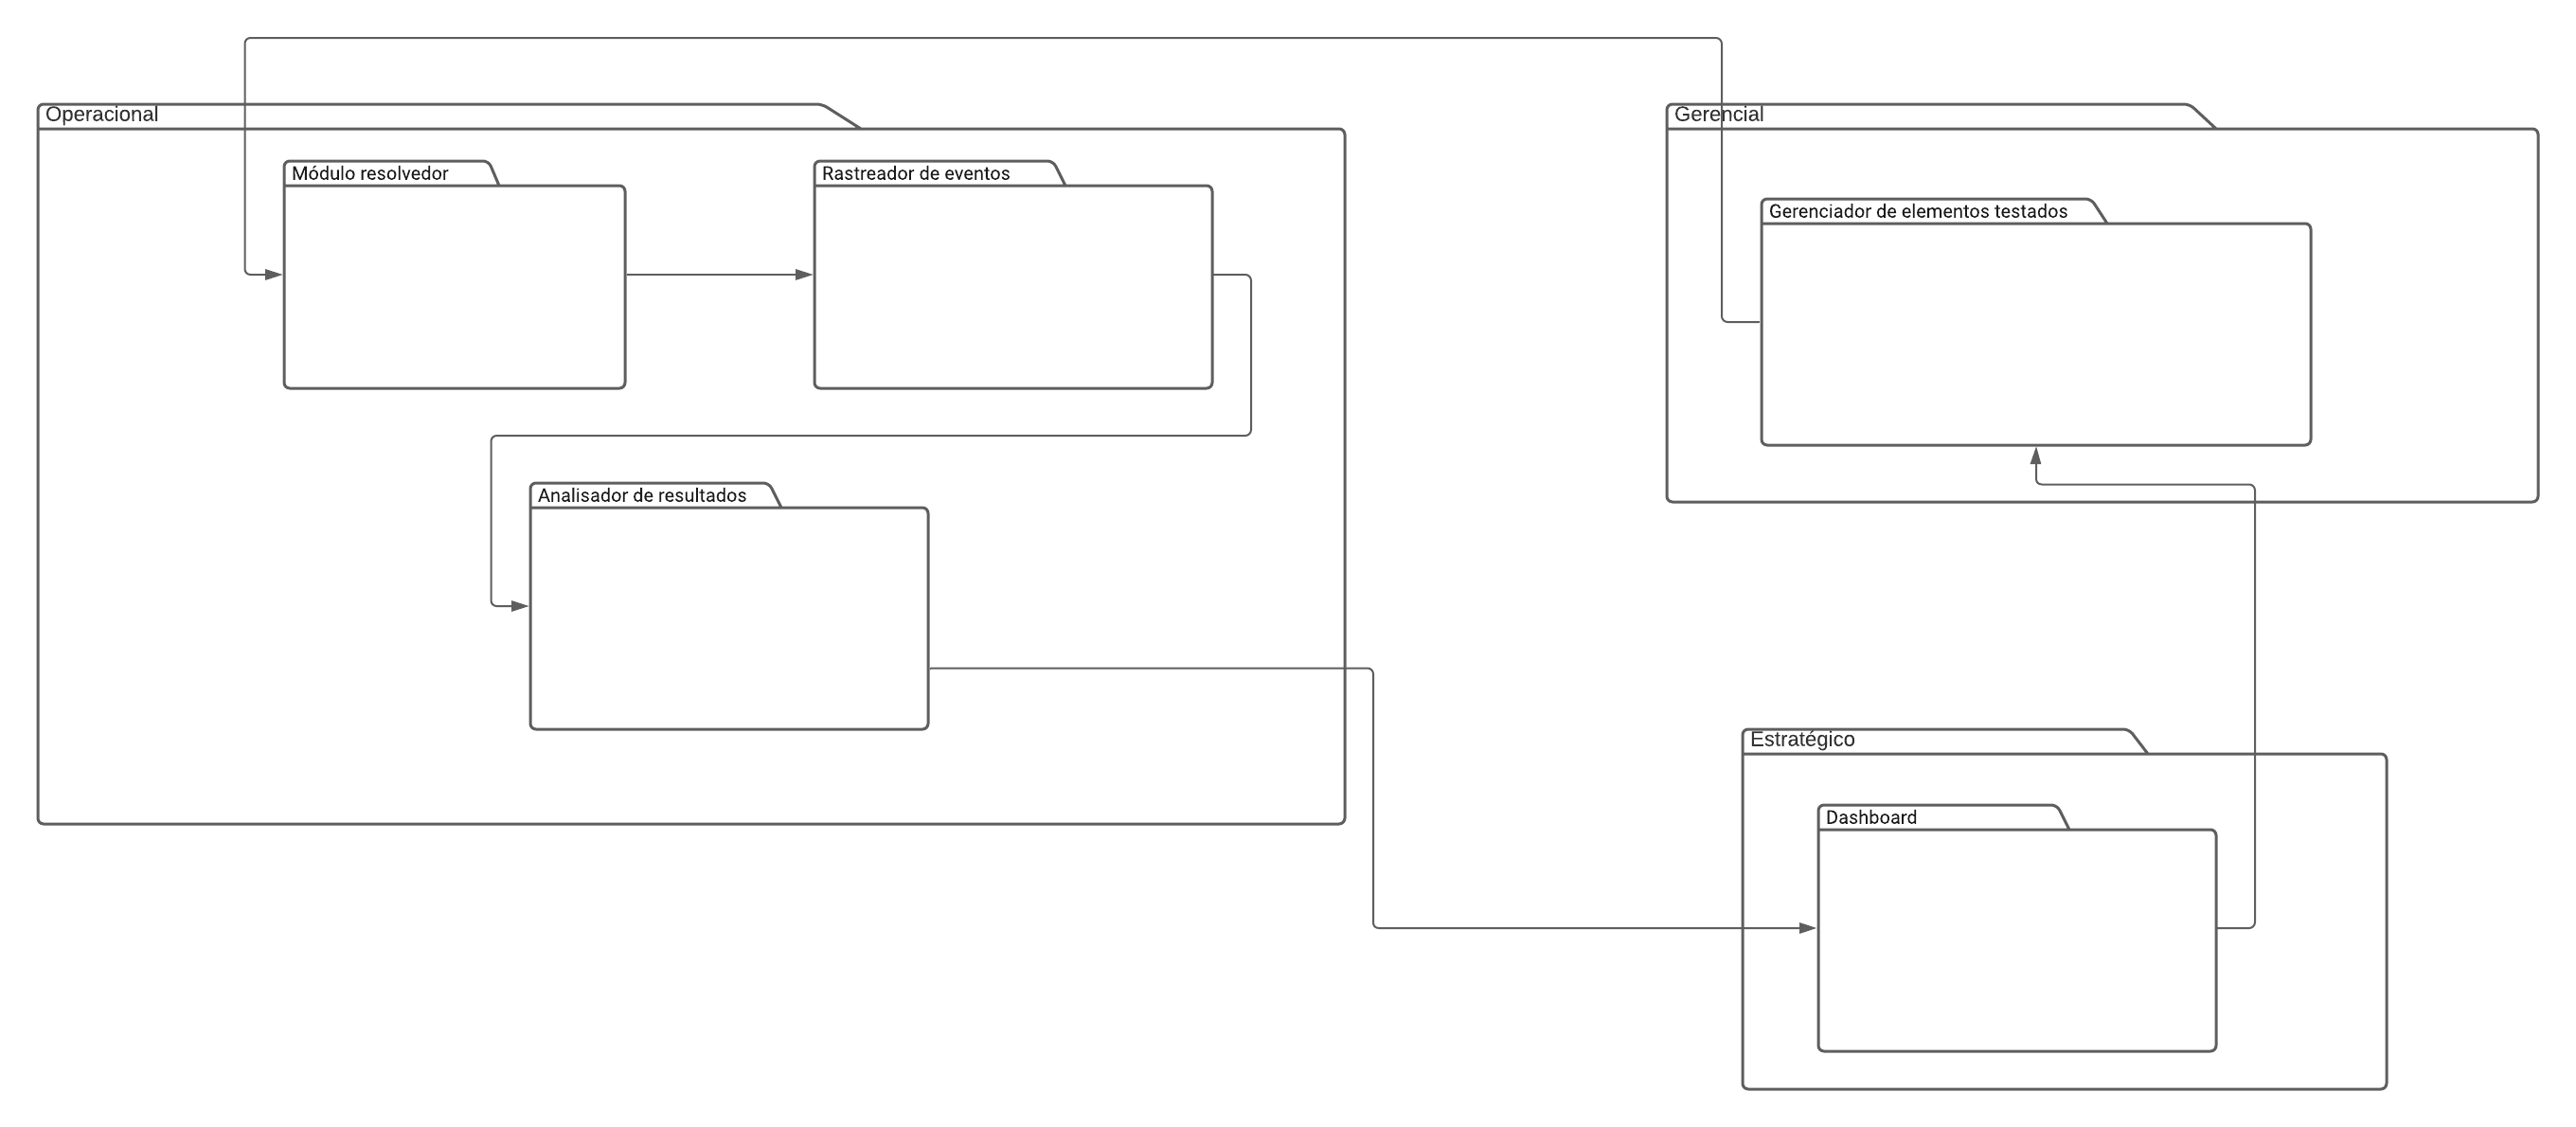 Operacional
Gerencial
Módulo resolvedor
Rastreador de eventos
Gerenciador de elementos testados
Analisador de resultados
Estratégico
Dashboard